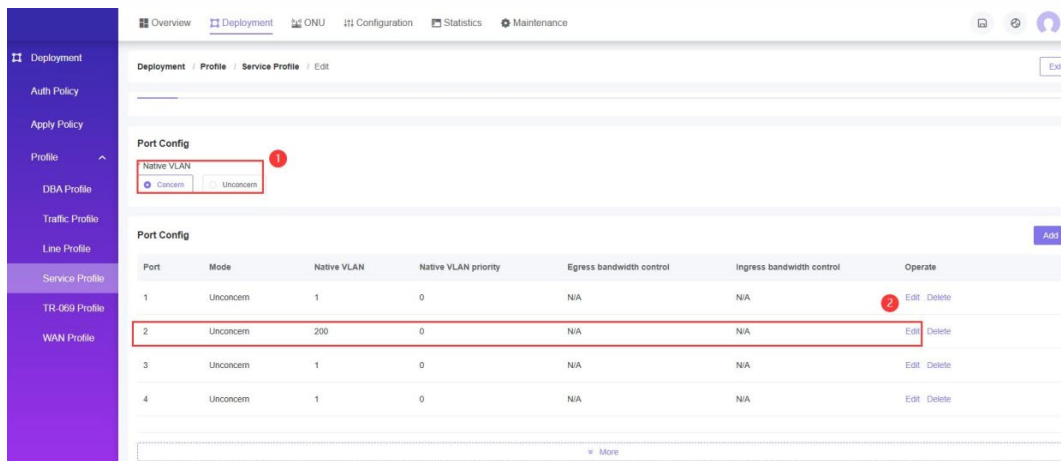 Overview Deployment ONU Configuration Statistics Maintenance
Deployment
Auth Policy
Apply Policy
Profile
DBA Profile
Traffic Profile
Line Profile
Service Profile
TR-069 Profile
WAN Profile
Deployment / Profile / Service Profile / Edit
Port Config
Native VLAN
1
Concern Unconcern
Port Config
Add
Port Mode Native VLAN Native VLAN priority Egress bandwidth control Ingress bandwidth control Operate
1 Unconcern 1 0 N/A N/A Edit Delete
2
2 Unconcern 200 0 N/A N/A Edit Delete
3 Unconcern 1 0 N/A N/A Edit Delete
4 Unconcern 1 0 N/A N/A Edit Delete
More